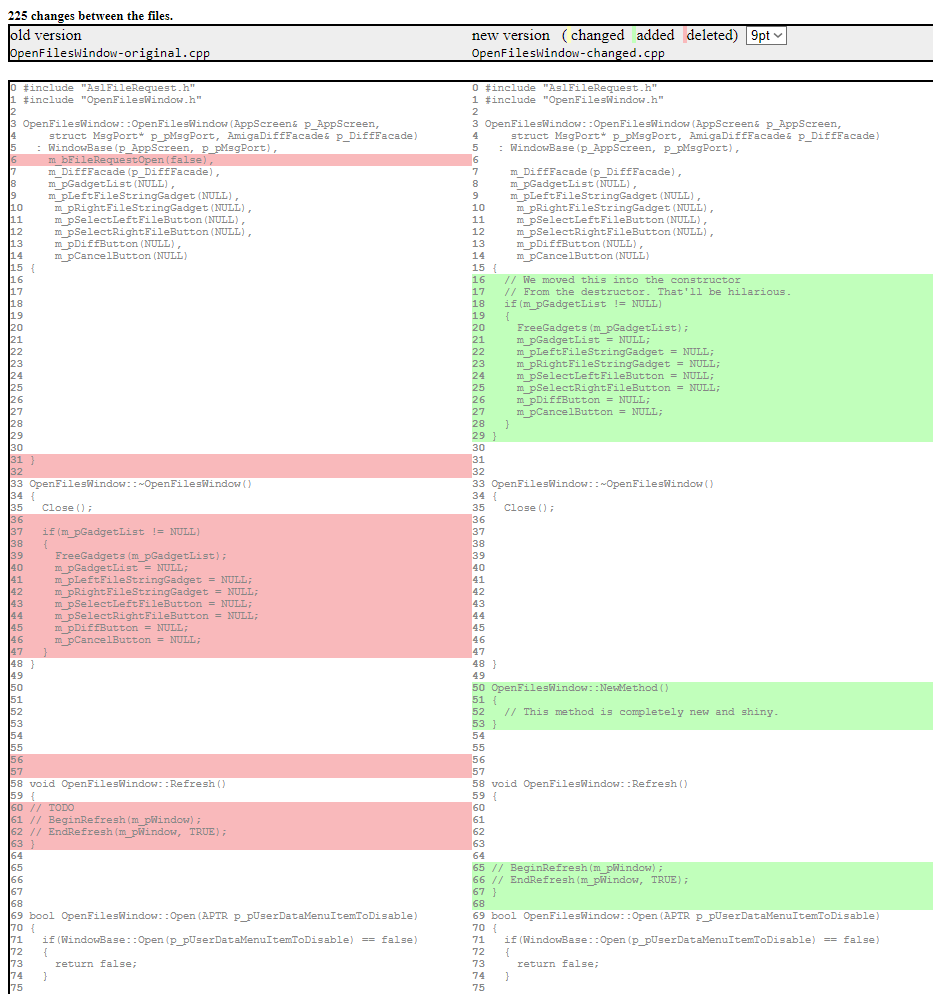 225 changes between the files.
old version
OpenFilesWindow-original.cpp
new version ( changed added deleted) 9pt
OpenFilesWindow-changed.cpp
0 #include "AslFileRequest.h"
1 #include "OpenFilesWindow.h"
2
3 OpenFilesWindow::OpenFilesWindow(AppScreen& p_AppScreen,
4 struct MsgPort* p_pMsgPort, AmigaDiffFacade& p_DiffFacade)
5 : WindowBase(p_AppScreen, p_pMsgPort),
6 m_bFileRequestOpen(false),
7 m_DiffFacade(p_DiffFacade),
8 m_pGadgetList(NULL),
9 m_pLeftFileStringGadget(NULL),
10 m_pRightFileStringGadget(NULL),
11 m_pSelectLeftFileButton(NULL),
12 m_pSelectRightFileButton(NULL),
13 m_pDiffButton(NULL),
14 m_pCancelButton(NULL)
15 {
16
17
18
19
20
21
22
23
24
25
26
27
28
29
30
31 }
32
33 OpenFilesWindow::~OpenFilesWindow()
34 {
35 Close();
36
37 if(m_pGadgetList != NULL)
38 {
39 FreeGadgets(m_pGadgetList);
40 m_pGadgetList = NULL;
41 m_pLeftFileStringGadget = NULL;
42 m_pRightFileStringGadget = NULL;
43 m_pSelectLeftFileButton = NULL;
44 m_pSelectRightFileButton = NULL;
45 m_pDiffButton = NULL;
46 m_pCancelButton = NULL;
47 }
48 }
49
50
51
52
53
54
55
56
57
58 void OpenFilesWindow::Refresh()
59 {
60 // TODO
61 // BeginRefresh(m_pWindow);
62 // EndRefresh(m_pWindow, TRUE);
63 }
64
65
66
67
68
69 bool OpenFilesWindow::Open(APTR p_pUserDataMenuItemToDisable)
70 {
71 if(WindowBase::Open(p_pUserDataMenuItemToDisable) == false)
72 {
73 return false;
74 }
75
0 #include "AslFileRequest.h"
1 #include "OpenFilesWindow.h"
2
3 OpenFilesWindow::OpenFilesWindow(AppScreen& p_AppScreen,
4 struct MsgPort* p_pMsgPort, AmigaDiffFacade& p_DiffFacade)
5 : WindowBase(p_AppScreen, p_pMsgPort),
6
7 m_DiffFacade(p_DiffFacade),
8 m_pGadgetList(NULL),
9 m_pLeftFileStringGadget(NULL),
10 m_pRightFileStringGadget(NULL),
11 m_pSelectLeftFileButton(NULL),
12 m_pSelectRightFileButton(NULL),
13 m_pDiffButton(NULL),
14 m_pCancelButton(NULL)
15 {
16 // We moved this into the constructor
17 // From the destructor. That'll be hilarious.
18 if(m_pGadgetList != NULL)
19 {
20 FreeGadgets(m_pGadgetList);
21 m_pGadgetList = NULL;
22 m_pLeftFileStringGadget = NULL;
23 m_pRightFileStringGadget = NULL;
24 m_pSelectLeftFileButton = NULL;
25 m_pSelectRightFileButton = NULL;
26 m_pDiffButton = NULL;
27 m_pCancelButton = NULL;
28 }
29 }
30
31
32
33 OpenFilesWindow::~OpenFilesWindow()
34 {
35 Close();
36
37
38
39
40
41
42
43
44
45
46
47
48 }
49
50 OpenFilesWindow::NewMethod()
51 {
52 // This method is completely new and shiny.
53 }
54
55
56
57
58 void OpenFilesWindow::Refresh()
59 {
60
61
62
63
64
65 // BeginRefresh(m_pWindow);
66 // EndRefresh(m_pWindow, TRUE);
67 }
68
69 bool OpenFilesWindow::Open(APTR p_pUserDataMenuItemToDisable)
70 {
71 if(WindowBase::Open(p_pUserDataMenuItemToDisable) == false)
72 {
73 return false;
74 }
75